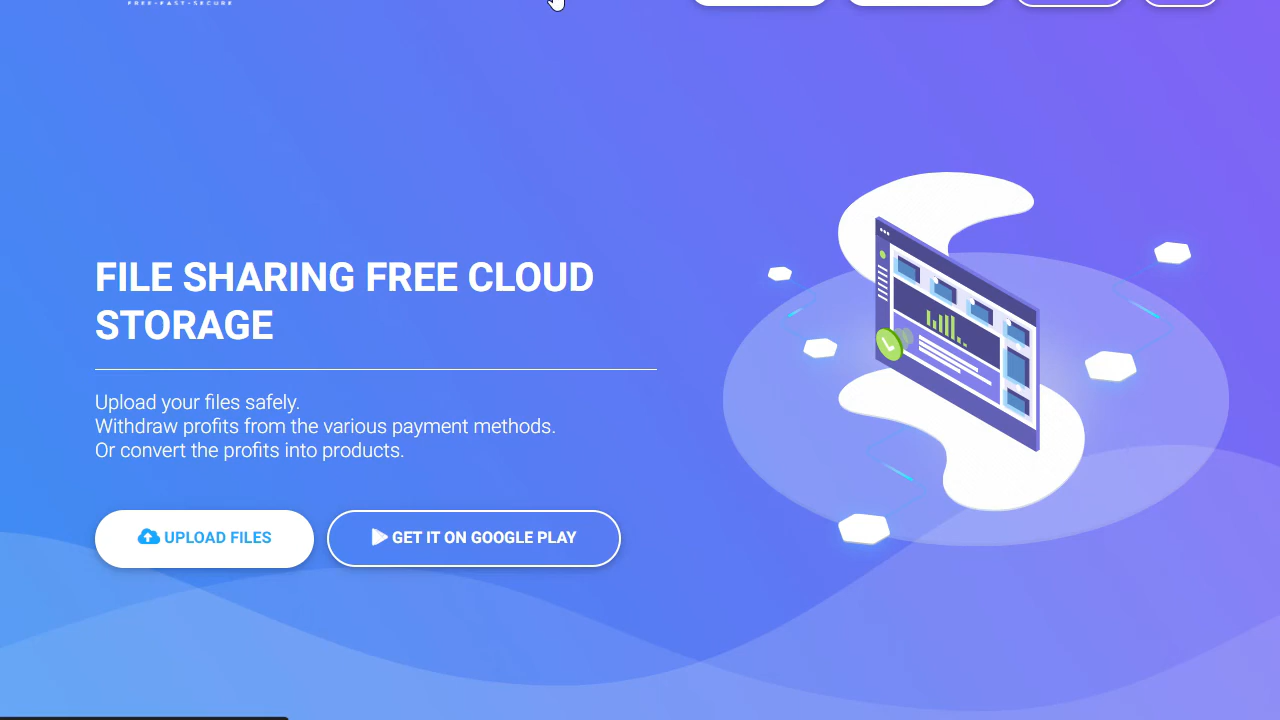 FREE-FAST-SECURE
FILE SHARING FREE CLOUD
STORAGE
Upload your files safely.
Withdraw profits from the various payment methods.
Or convert the profits into products.
UPLOAD FILES
GET IT ON GOOGLE PLAY